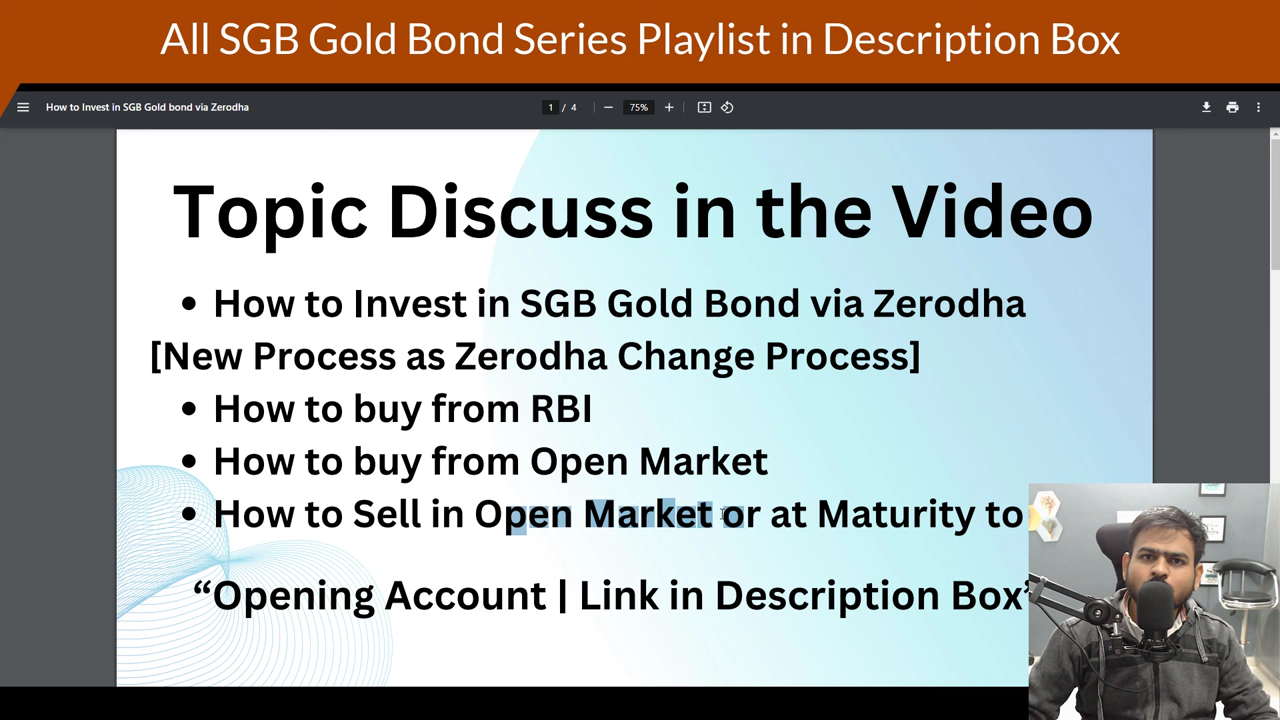 All SGB Gold Bond Series Playlist in Description Box
How to Invest in SGB Gold bond via Zerodha
1 / 4
75%
Topic Discuss in the Video
• How to Invest in SGB Gold Bond via Zerodha
[New Process as Zerodha Change Process]
• How to buy from RBI
• How to buy from Open Market
• How to Sell in Open Market or at Maturity to
“Opening Account | Link in Description Box”